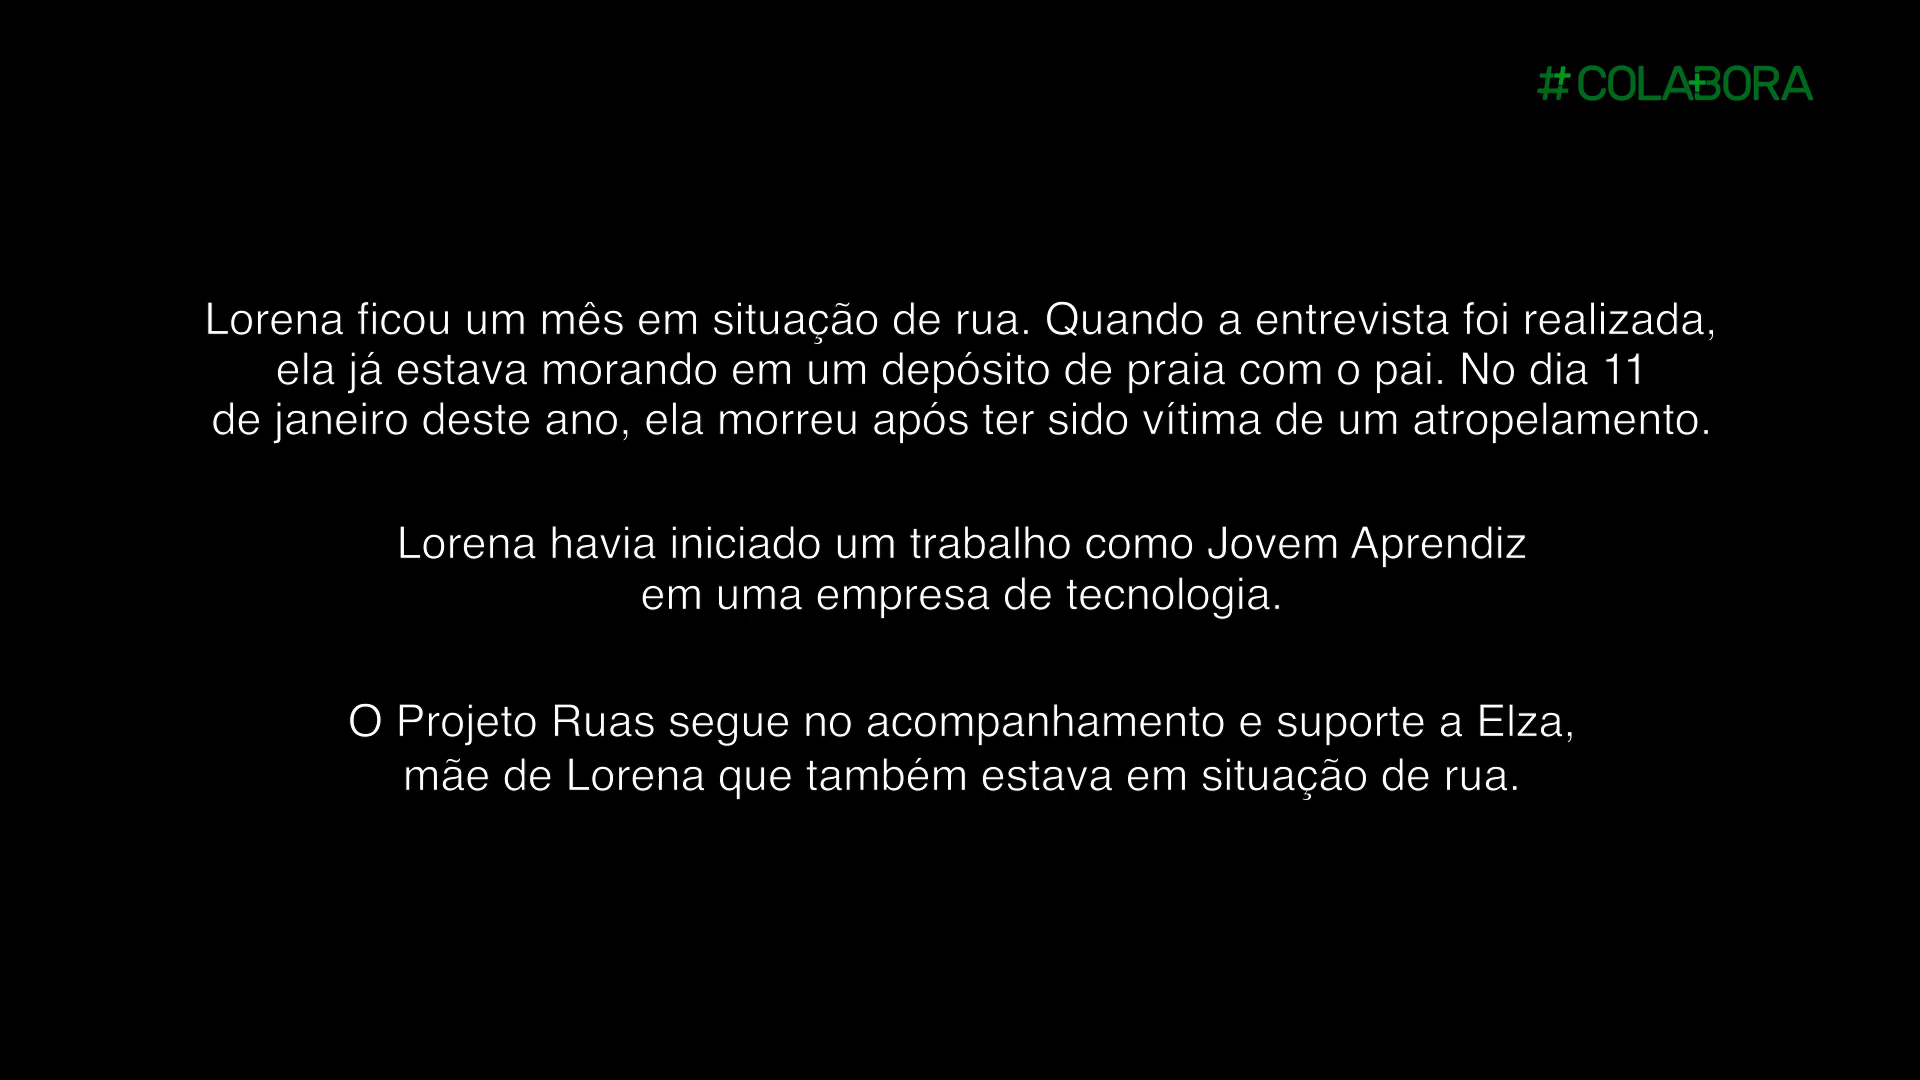 #COLABORA
Lorena ficou um mês em situação de rua. Quando a entrevista foi realizada,
ela já estava morando em um depósito de praia com o pai. No dia 11
de janeiro deste ano, ela morreu após ter sido vítima de um atropelamento.
Lorena havia iniciado um trabalho como Jovem Aprendiz
em uma empresa de tecnologia.
O Projeto Ruas segue no acompanhamento e suporte a Elza,
mãe de Lorena que também estava em situação de rua.